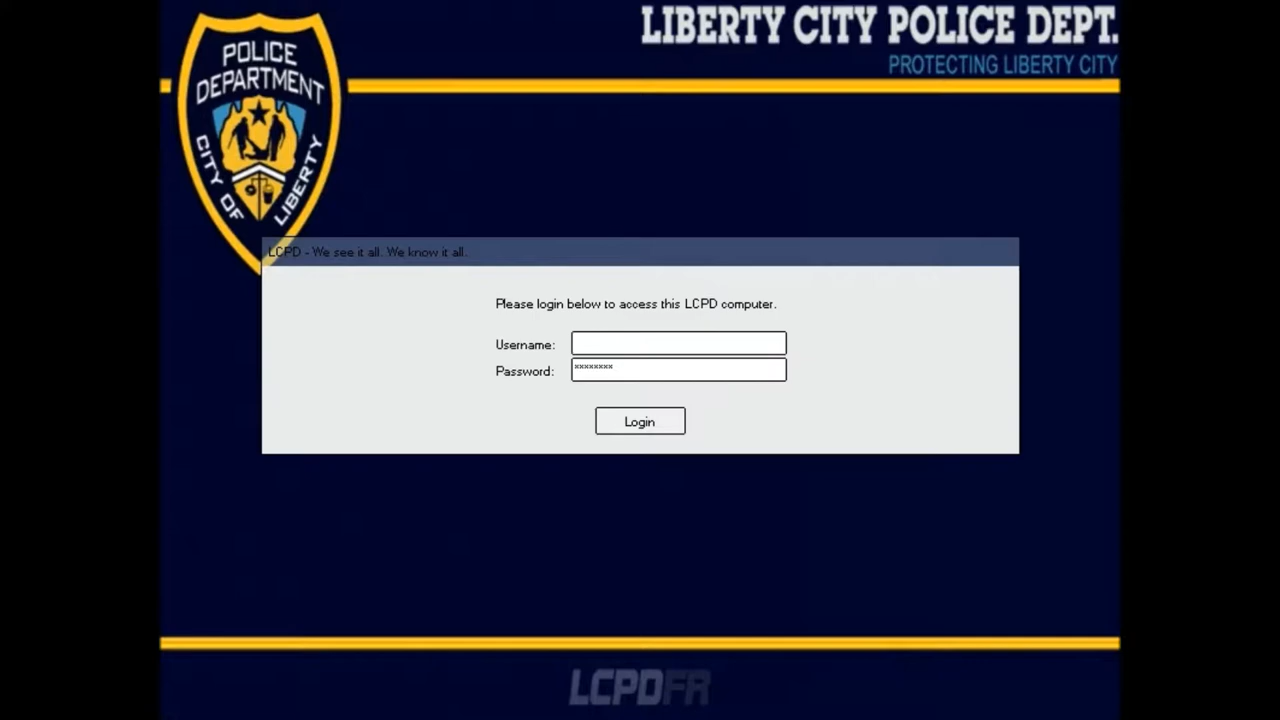 LIBERTY CITY POLICE DEPT.
PROTECTING LIBERTY CITY
POLICE
DEPARTMENT
CITY OF LIBERTY
LCPD - We see it all. We know it all.
Please login below to access this LCPD computer.
Username:
Password: ********
Login
LCPDFR